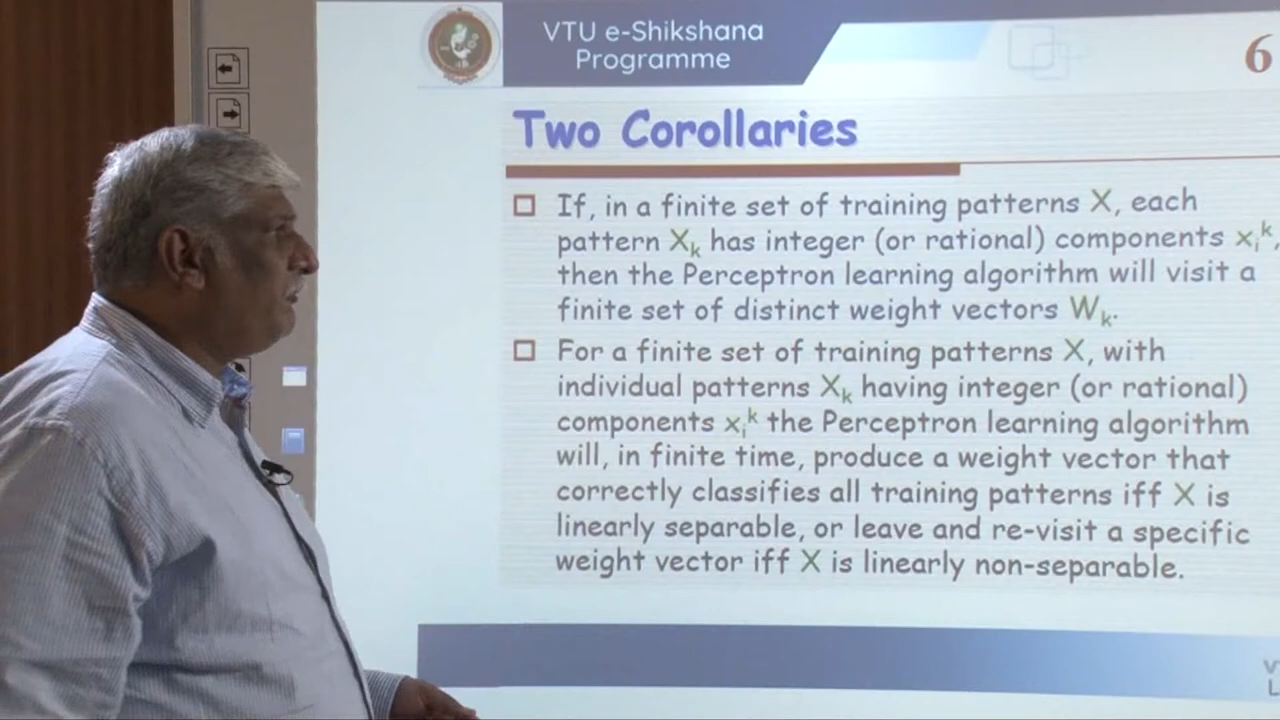 VTU e-Shikshana
Programme
6
Two Corollaries
If, in a finite set of training patterns X, each
pattern Xₖ has integer (or rational) components xᵢᵏ,
then the Perceptron learning algorithm will visit a
finite set of distinct weight vectors Wₖ.
For a finite set of training patterns X, with
individual patterns Xₖ having integer (or rational)
components xᵢᵏ the Perceptron learning algorithm
will, in finite time, produce a weight vector that
correctly classifies all training patterns iff X is
linearly separable, or leave and re-visit a specific
weight vector iff X is linearly non-separable.